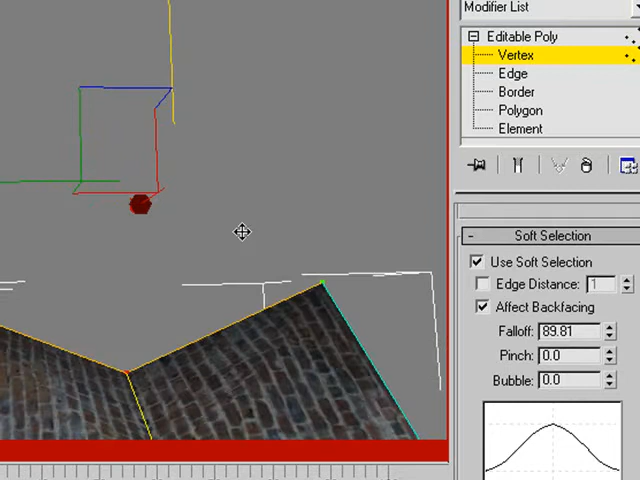 Modifier List
Editable Poly
Vertex
Edge
Border
Polygon
Element
- Soft Selection
Use Soft Selection
Edge Distance: 1
Affect Backfacing
Falloff: 89.81
Pinch: 0.0
Bubble: 0.0